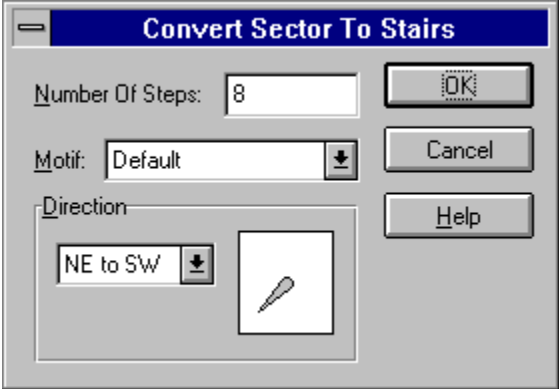 Convert Sector To Stairs
Number Of Steps: 8
OK
Motif: Default
Cancel
Direction
Help
NE to SW